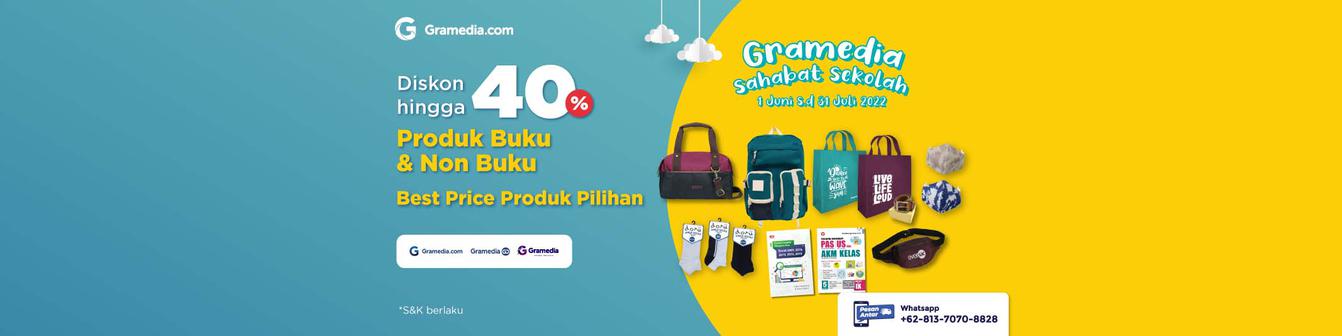 Gramedia.com
Diskon
hingga
40%
Produk Buku
& Non Buku
Best Price Produk Pilihan
Gramedia.com
Gramedia
Gramedia
*S&K berlaku
Gramedia
Sahabat Sekolah
1 Juni s.d 31 Juli 2022
WAVE
LIVE
LIFE
LOUD
PAS US
AKM KELAS
IX
Pesan
Antar
Whatsapp
+62-813-7070-8828